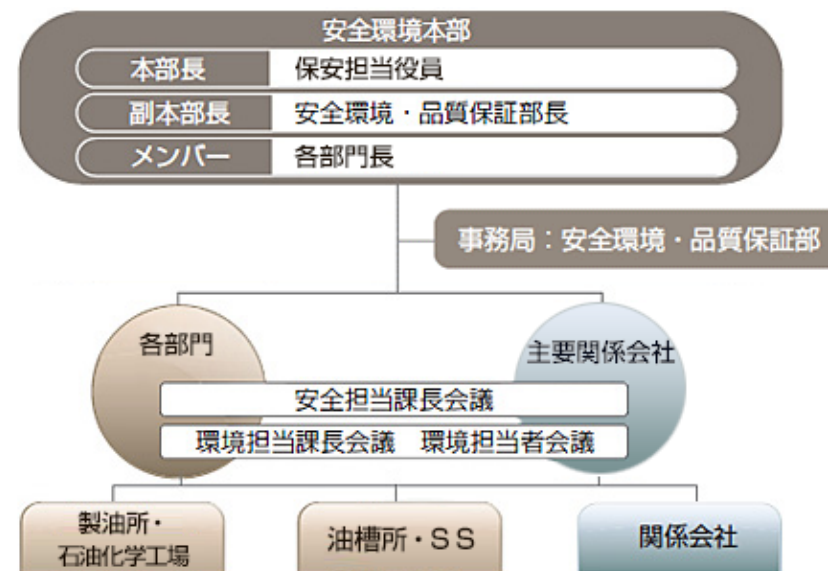 安全環境本部
本部長 保安担当役員
副本部長 安全環境・品質保証部長
メンバー 各部門長
事務局：安全環境・品質保証部
各部門
主要関係会社
安全担当課長会議
環境担当課長会議 環境担当者会議
製油所・
石油化学工場
油槽所・ＳＳ
関係会社